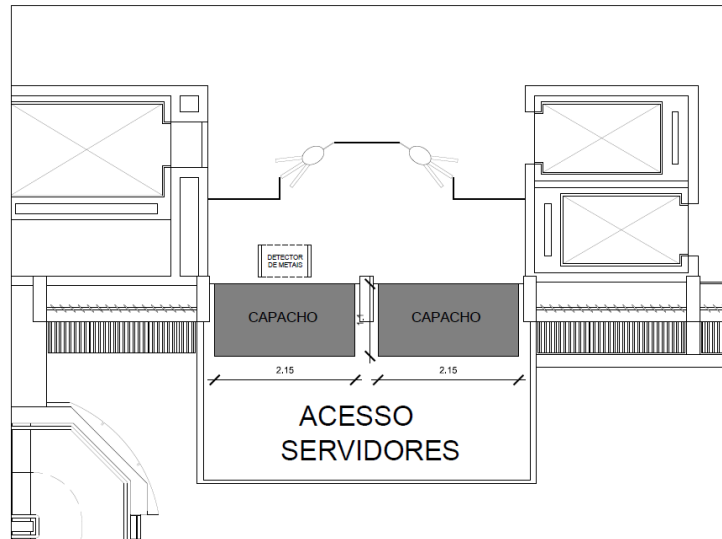 DETECTOR
DE METAIS
CAPACHO
CAPACHO
2.15
2.15
ACESSO
SERVIDORES